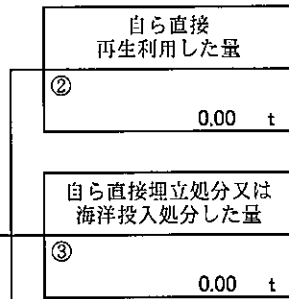 自ら直接
再生利用した量
②
0.00 t
自ら直接埋立処分又は
海洋投入処分した量
③
0.00 t